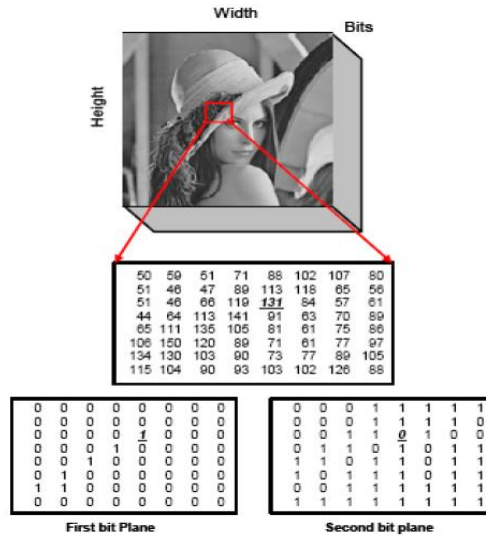 Width
Bits
Height
50 59 51 71 88 102 107 80
51 46 47 89 113 118 65 56
51 46 66 119 131 84 57 61
44 64 113 141 91 63 70 89
65 111 135 105 81 61 75 86
106 150 120 89 71 61 77 97
134 130 103 90 73 77 89 105
115 104 90 93 103 102 126 88
0 0 0 0 0 0 0 0
0 0 0 0 0 0 0 0
0 0 0 0 1 0 0 0
0 0 0 1 0 0 0 0
0 0 1 0 0 0 0 0
0 1 0 0 0 0 0 0
1 1 0 0 0 0 0 0
0 0 0 0 0 0 0 0
First bit Plane
0 0 0 1 1 1 1 1
0 0 0 1 1 1 1 0
0 0 1 1 0 1 0 0
0 1 1 0 1 0 1 1
1 1 0 1 1 0 1 1
1 0 1 1 1 0 1 1
0 0 1 1 1 1 1 1
1 1 1 1 1 1 1 1
Second bit plane